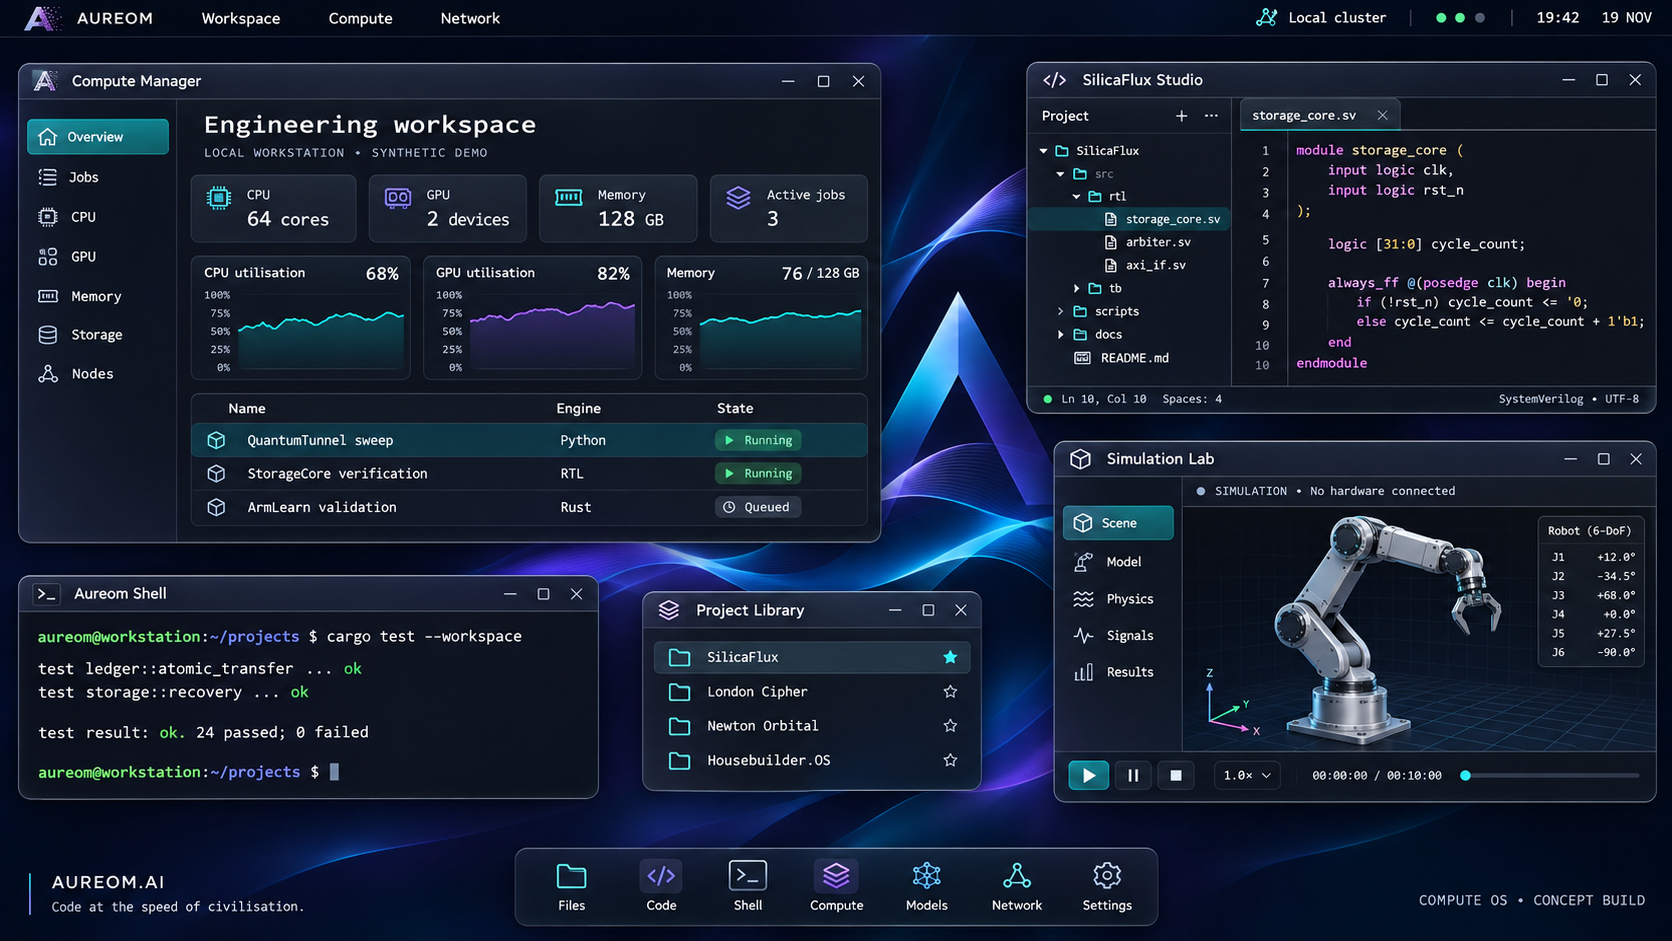 AUREOM Workspace Compute Network Local cluster 19:42 19 NOV
Compute Manager
Overview
Jobs
CPU
GPU
Memory
Storage
Nodes
Engineering workspace
LOCAL WORKSTATION • SYNTHETIC DEMO
CPU
64 cores
GPU
2 devices
Memory
128 GB
Active jobs
3
CPU utilisation 68%
100%
75%
50%
25%
0%
GPU utilisation 82%
100%
75%
50%
25%
0%
Memory 76 / 128 GB
100%
75%
50%
25%
0%
Name Engine State
QuantumTunnel sweep Python Running
StorageCore verification RTL Running
ArmLearn validation Rust Queued
</> SilicaFlux Studio
Project + ...
SilicaFlux
src
rtl
storage_core.sv
arbiter.sv
axi_if.sv
tb
scripts
docs
README.md
storage_core.sv
1 module storage_core (
2 input logic clk,
3 input logic rst_n
4 );
5 logic [31:0] cycle_count;
6
7 always_ff @(posedge clk) begin
8 if (!rst_n) cycle_count <= '0;
9 else cycle_count <= cycle_count + 1'b1;
10 end
10 endmodule
Ln 10, Col 10 Spaces: 4 SystemVerilog • UTF-8
Simulation Lab
SIMULATION • No hardware connected
Scene
Model
Physics
Signals
Results
Robot (6-DoF)
J1 +12.0°
J2 -34.5°
J3 +68.0°
J4 +0.0°
J5 +27.5°
J6 -90.0°
Z
Y
X
1.0× 00:00:00 / 00:10:00
>_ Aureom Shell
aureom@workstation:~/projects $ cargo test --workspace
test ledger::atomic_transfer ... ok
test storage::recovery ... ok
test result: ok. 24 passed; 0 failed
aureom@workstation:~/projects $
Project Library
SilicaFlux
London Cipher
Newton Orbital
Housebuilder.OS
AUREOM.AI
Code at the speed of civilisation.
Files Code Shell Compute Models Network Settings
COMPUTE OS • CONCEPT BUILD